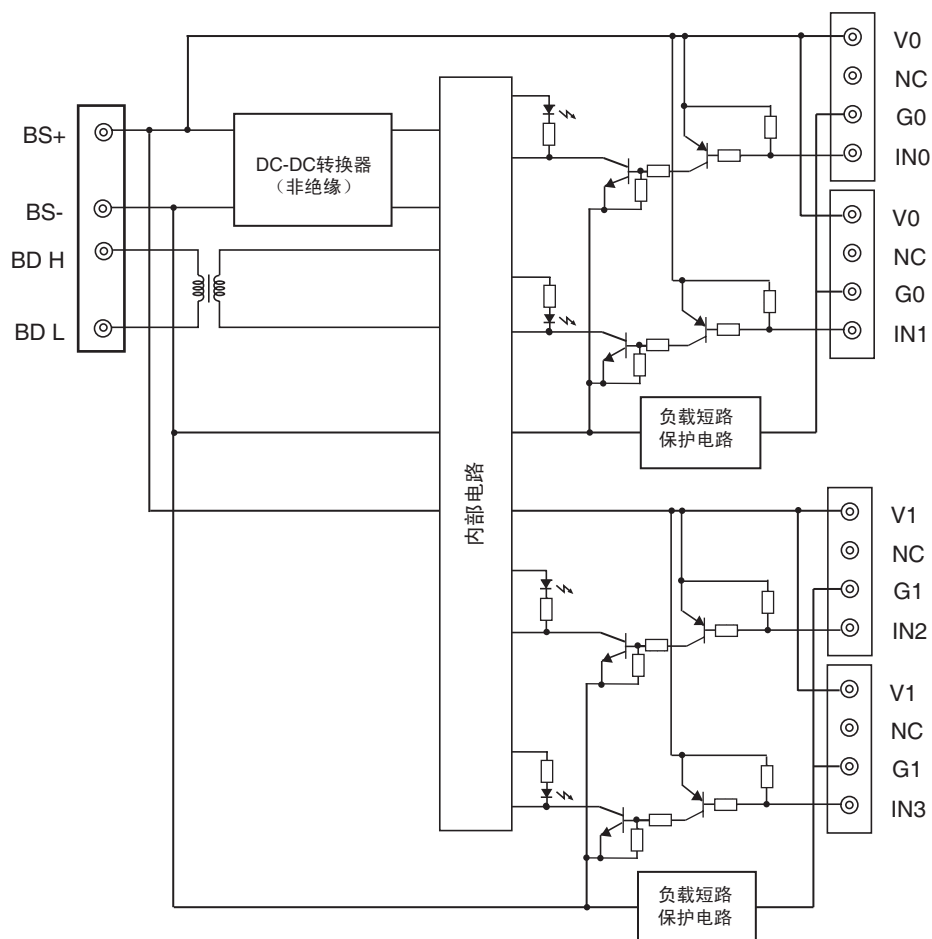 BS+
BS-
BD H
BD L
DC-DC转换器
（非绝缘）
内部电路
V0
NC
G0
IN0
V0
NC
G0
IN1
负载短路
保护电路
V1
NC
G1
IN2
V1
NC
G1
IN3
负载短路
保护电路